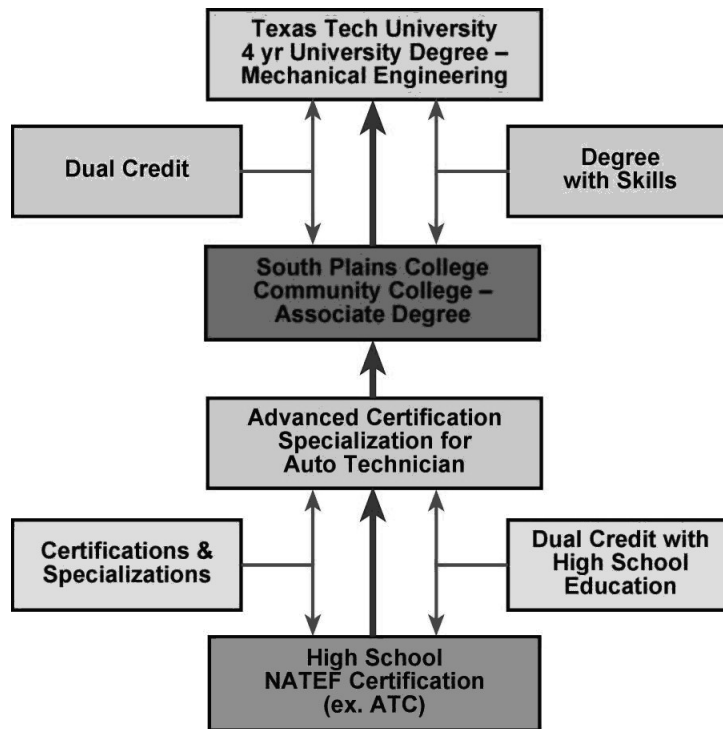 Texas Tech University
4 yr University Degree –
Mechanical Engineering
Dual Credit
Degree
with Skills
South Plains College
Community College –
Associate Degree
Advanced Certification
Specialization for
Auto Technician
Certifications &
Specializations
Dual Credit with
High School
Education
High School
NATEF Certification
(ex. ATC)